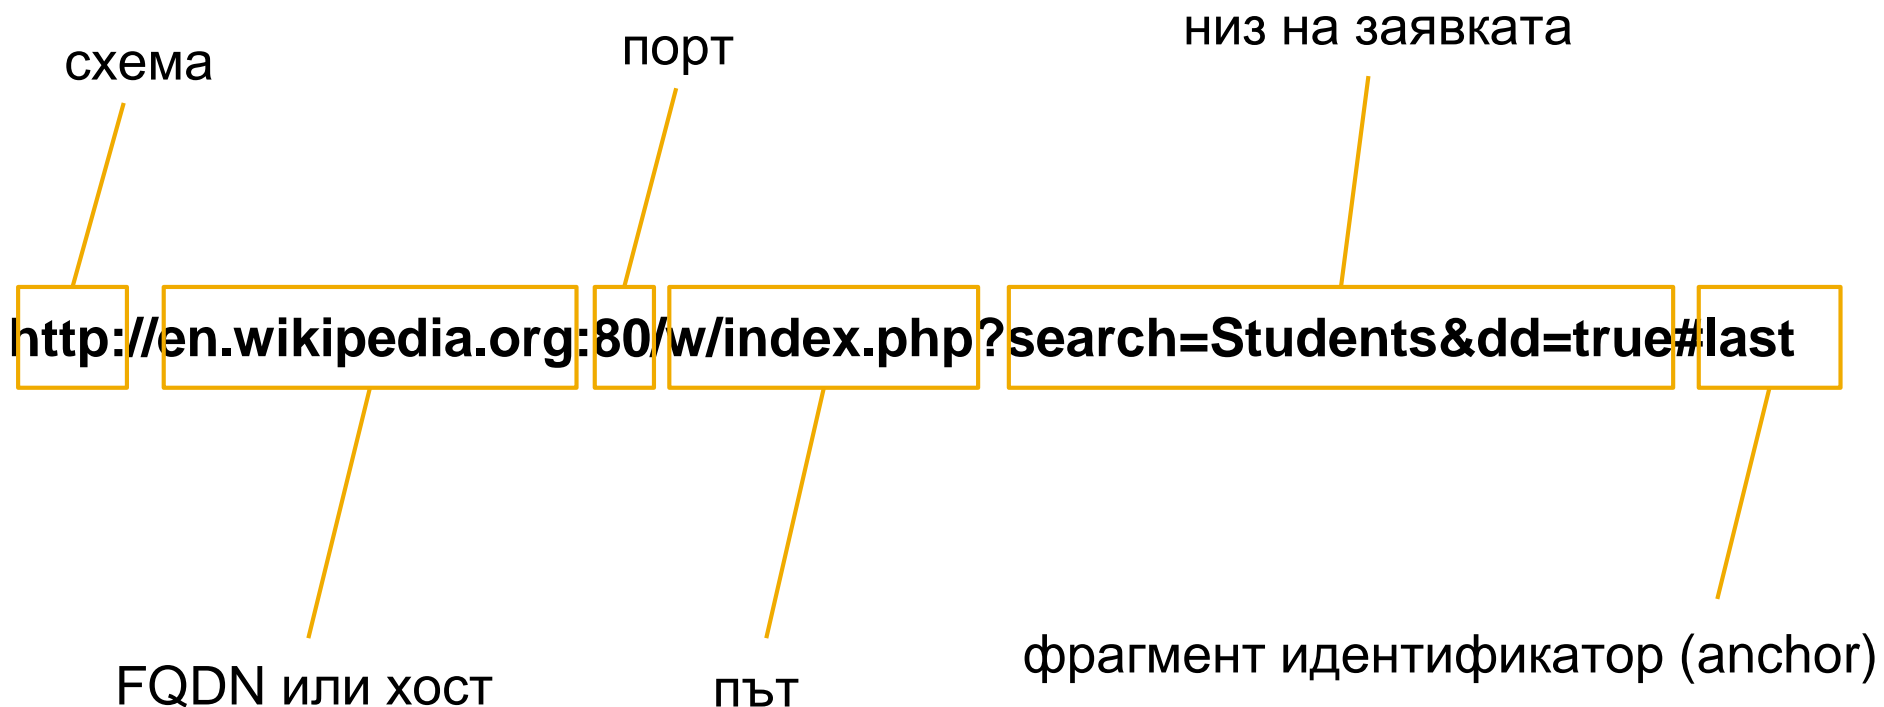 низ на заявката
порт
схема
http://en.wikipedia.org:80/w/index.php?search=Students&dd=true#last
фрагмент идентификатор (anchor)
FQDN или хост
път